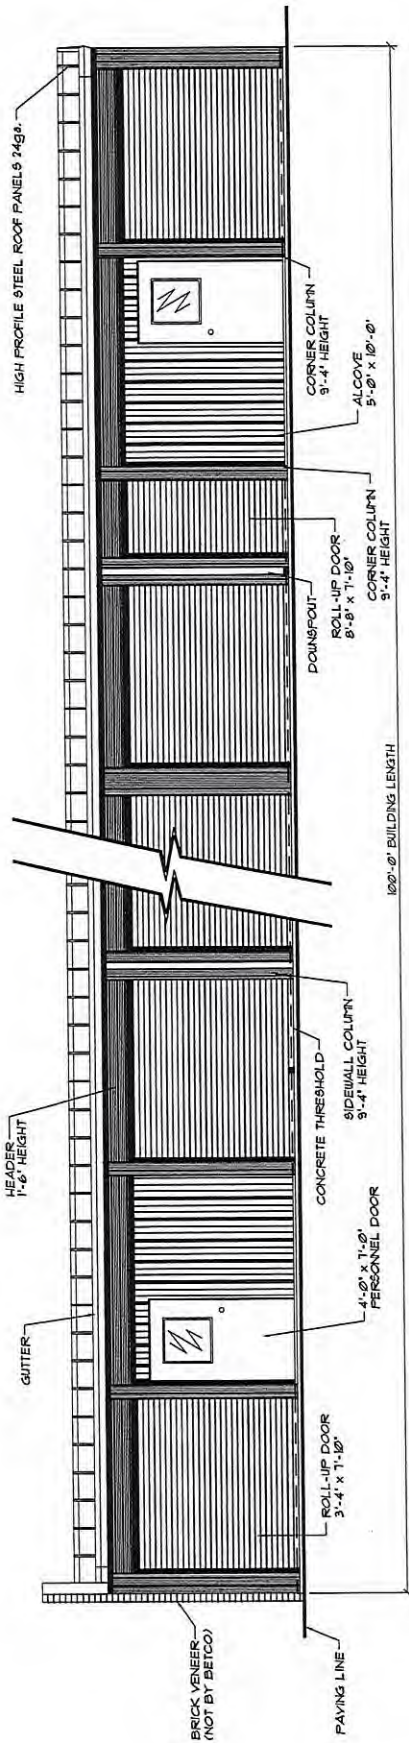 GUTTER
HEADER
1'-6" HEIGHT
HIGH PROFILE STEEL ROOF PANELS 24ga.
BRICK VENEER
(NOT BY BETCO)
PAVING LINE
ROLL-UP DOOR
3'-4" x 7'-10"
4'-0" x 7'-0"
PERSONNEL DOOR
CONCRETE THRESHOLD
SIDEWALL COLUMN
9'-4" HEIGHT
DOWNSPOUT
ROLL-UP DOOR
8'-8" x 7'-10"
CORNER COLUMN
9'-4" HEIGHT
ALCOVE
5'-0" x 10'-0"
CORNER COLUMN
9'-4" HEIGHT
100'-0" BUILDING LENGTH